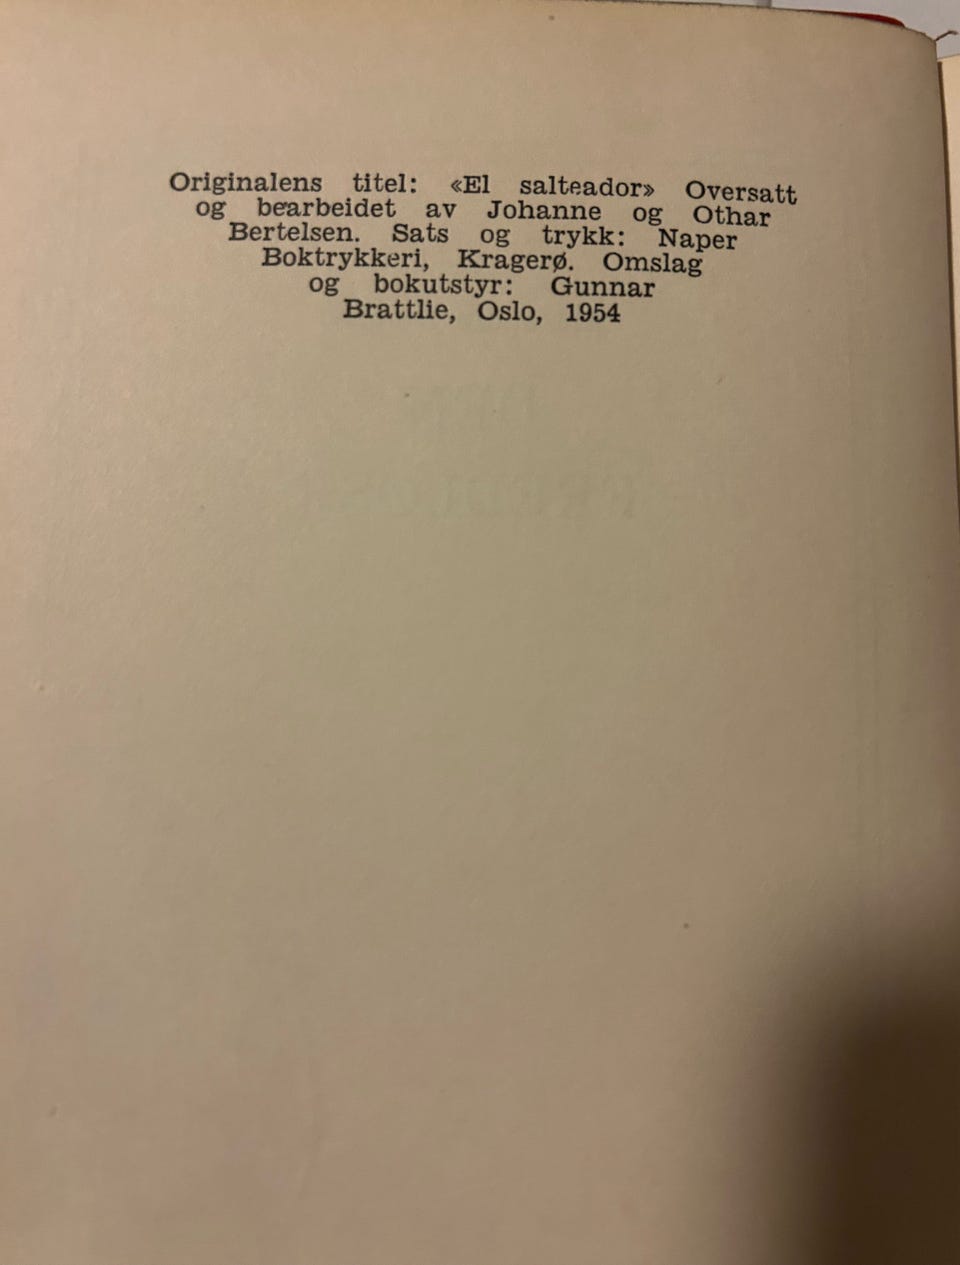 Originalens titel: «El salteador» Oversatt
og bearbeidet av Johanne og Othar
Bertelsen. Sats og trykk: Naper
Boktrykkeri, Kragerø. Omslag
og bokutstyr: Gunnar
Brattlie, Oslo, 1954